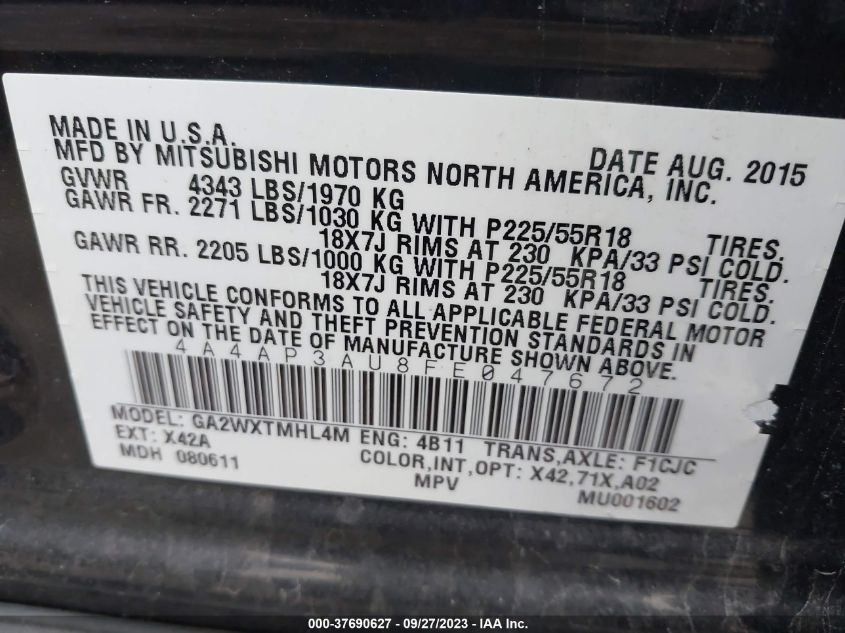 MADE IN U.S.A. DATE AUG. 2015
MFD BY MITSUBISHI MOTORS NORTH AMERICA, INC.
GVWR 4343 LBS/1970 KG
GAWR FR. 2271 LBS/1030 KG WITH P225/55R18 TIRES.
18X7J RIMS AT 230 KPA/33 PSI COLD.
GAWR RR. 2205 LBS/1000 KG WITH P225/55R18 TIRES.
18X7J RIMS AT 230 KPA/33 PSI COLD.
THIS VEHICLE CONFORMS TO ALL APPLICABLE FEDERAL MOTOR
VEHICLE SAFETY AND THEFT PREVENTION STANDARDS IN
EFFECT ON THE DATE OF MANUFACTURE SHOWN ABOVE.
4A4AP3AU8FE047672
MODEL: GA2WXTMHL4M ENG: 4B11 TRANS,AXLE: F1CJC
EXT: X42A COLOR,INT,OPT: X42,71X,A02
MDH 080611 MPV MU001602
000-37690627 - 09/27/2023 - IAA Inc.